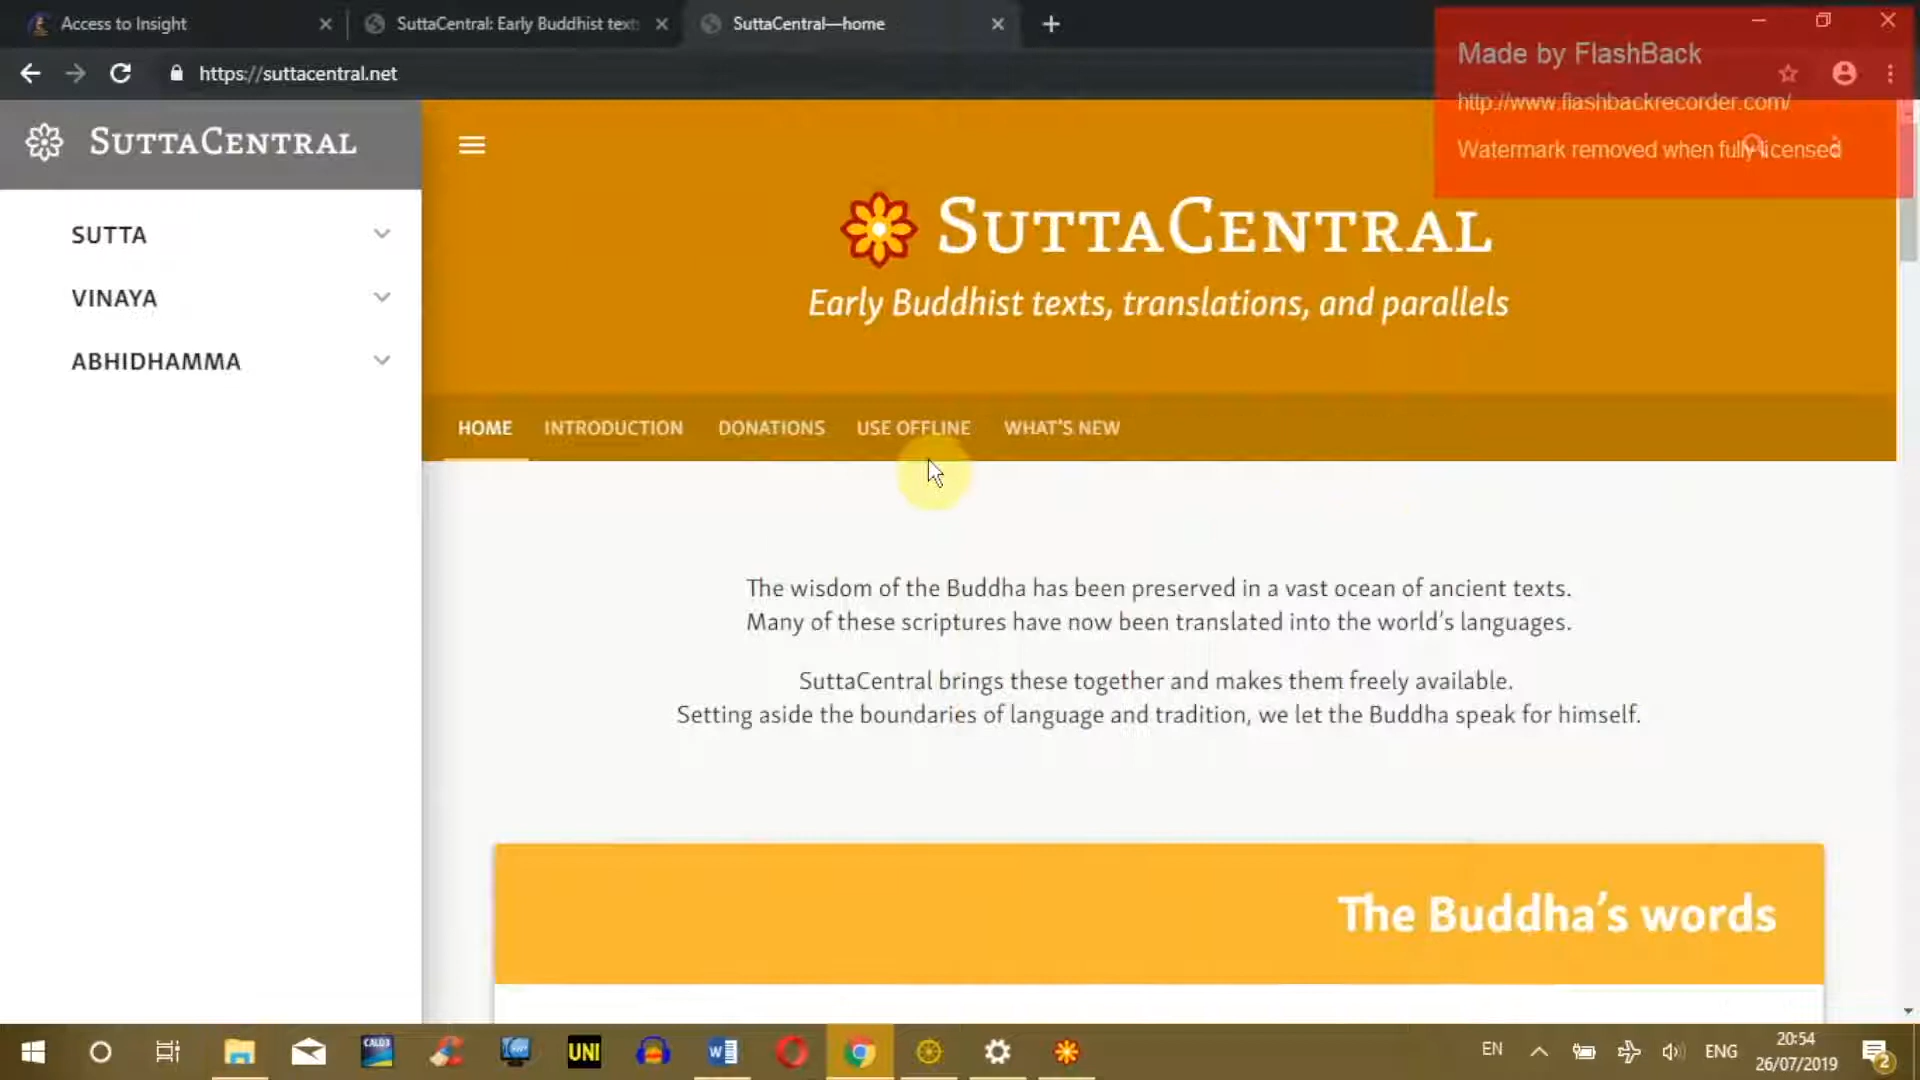 Access to Insight
SuttaCentral: Early Buddhist text
SuttaCentral—home
Made by FlashBack
https://suttacentral.net
http://www.flashbackrecorder.com/
Watermark removed when fully licensed
SUTTACENTRAL
SUTTACENTRAL
Early Buddhist texts, translations, and parallels
SUTTA
VINAYA
ABHIDHAMMA
HOME INTRODUCTION DONATIONS USE OFFLINE WHAT'S NEW
The wisdom of the Buddha has been preserved in a vast ocean of ancient texts.
Many of these scriptures have now been translated into the world's languages.
SuttaCentral brings these together and makes them freely available.
Setting aside the boundaries of language and tradition, we let the Buddha speak for himself.
The Buddha's words
CALD3
UNI
EN
ENG
20:54
26/07/2019
2